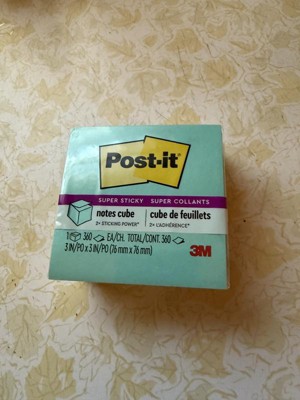 Post-it
SUPER STICKY SUPER COLLANTS
notes cube cube de feuillets
2x STICKING POWER* 2x L'ADHÉRENCE*
1 360 EA/CH. TOTAL/CONT. 360
3 IN/PO x 3 IN/PO (76 mm x 76 mm)
3M